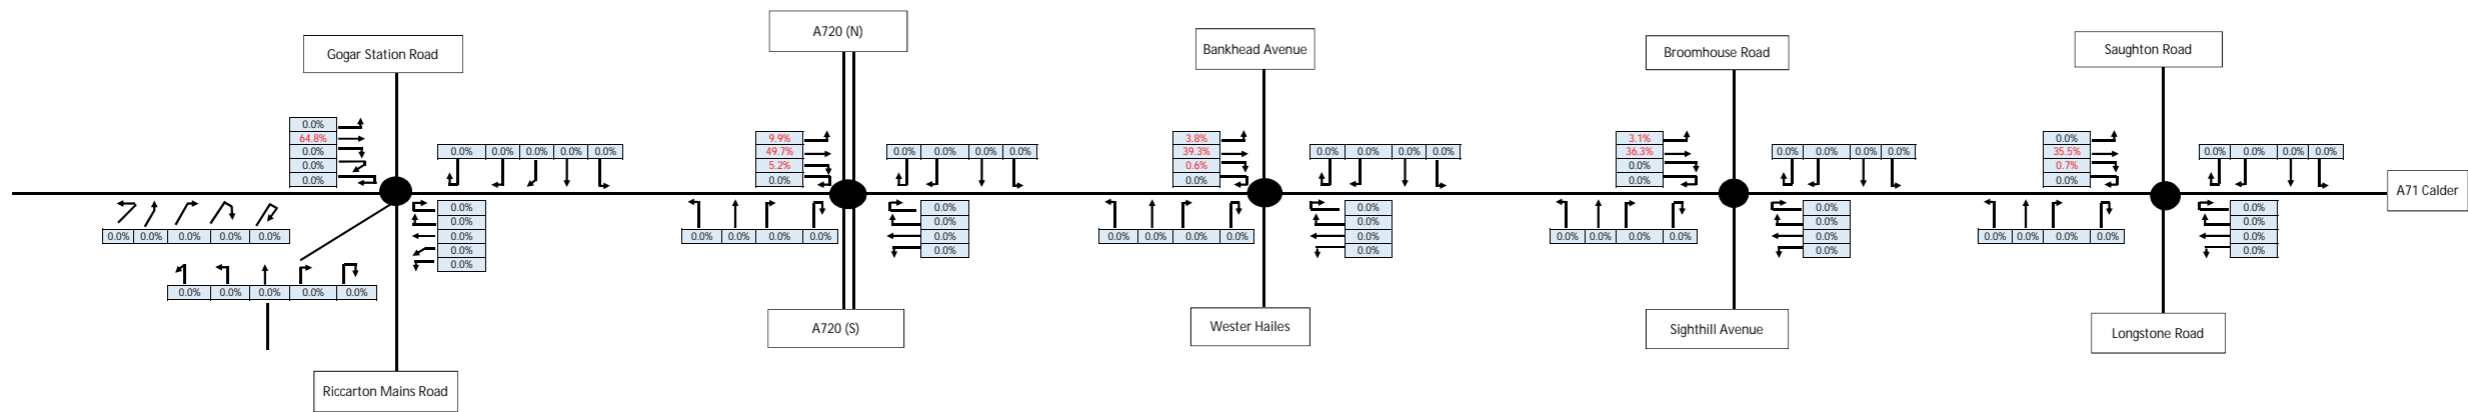 A720 (N)
Gogar Station Road
Bankhead Avenue
Broomhouse Road
Saughton Road
0.0%
64.8%
0.0%
0.0%
0.0%
0.0% 0.0% 0.0% 0.0% 0.0%
9.9%
49.7%
5.2%
0.0%
0.0% 0.0% 0.0% 0.0%
3.8%
39.3%
0.6%
0.0%
0.0% 0.0% 0.0% 0.0%
3.1%
36.3%
0.0%
0.0%
0.0% 0.0% 0.0% 0.0%
0.0%
35.5%
0.7%
0.0%
0.0% 0.0% 0.0% 0.0%
A71 Calder
0.0% 0.0% 0.0% 0.0% 0.0%
0.0%
0.0%
0.0%
0.0%
0.0%
0.0% 0.0% 0.0% 0.0%
0.0%
0.0%
0.0%
0.0%
0.0% 0.0% 0.0% 0.0%
0.0%
0.0%
0.0%
0.0%
0.0% 0.0% 0.0% 0.0%
0.0%
0.0%
0.0%
0.0%
0.0% 0.0% 0.0% 0.0%
0.0%
0.0%
0.0%
0.0%
0.0% 0.0% 0.0% 0.0% 0.0%
A720 (S)
Wester Hailes
Sighthill Avenue
Longstone Road
Riccarton Mains Road